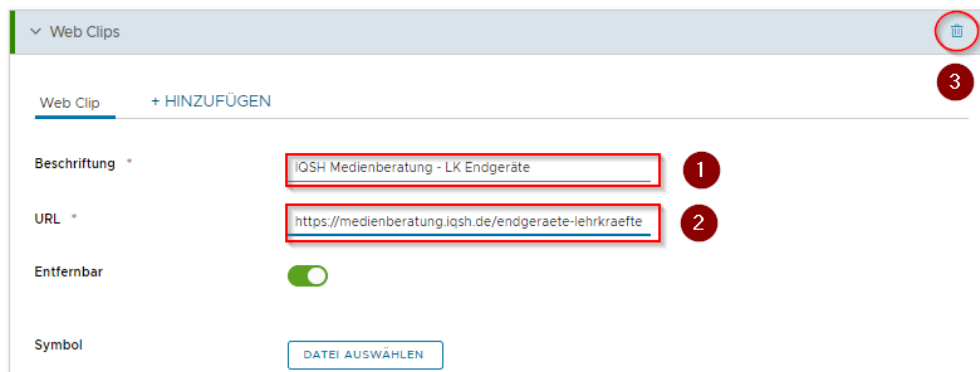 Web Clips
3
Web Clip + HINZUFÜGEN
Beschriftung * IQSH Medienberatung - LK Endgeräte 1
URL * https://medienberatung.iqsh.de/endgeraete-lehrkraefte 2
Entfernbar
Symbol DATEI AUSWÄHLEN